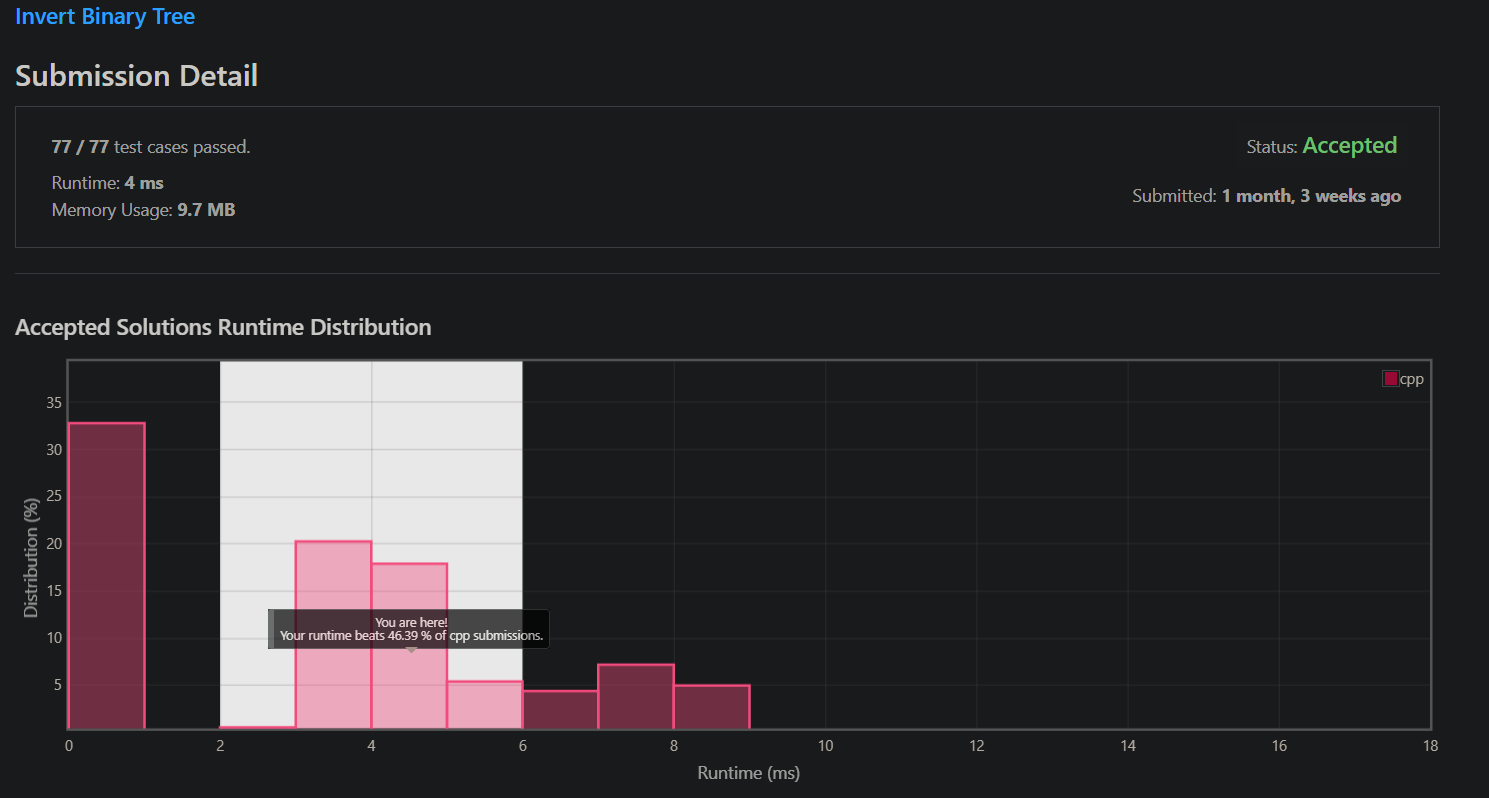 Invert Binary Tree
Submission Detail
77 / 77 test cases passed.
Status: Accepted
Runtime: 4 ms
Submitted: 1 month, 3 weeks ago
Memory Usage: 9.7 MB
Accepted Solutions Runtime Distribution
cpp
35
30
25
20
15
10
5
Distribution (%)
You are here!
Your runtime beats 46.39 % of cpp submissions.
0 2 4 6 8 10 12 14 16 18
Runtime (ms)